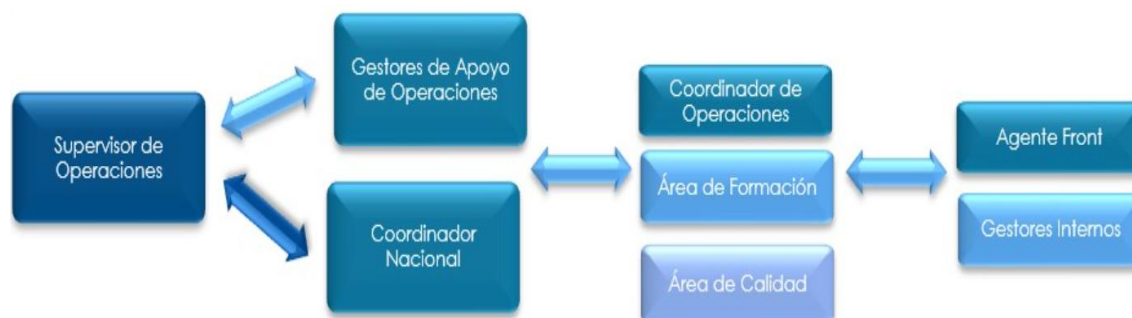 Supervisor de
Operaciones
Gestores de Apoyo
de Operaciones
Coordinador
Nacional
Coordinador de
Operaciones
Área de Formación
Área de Calidad
Agente Front
Gestores Internos